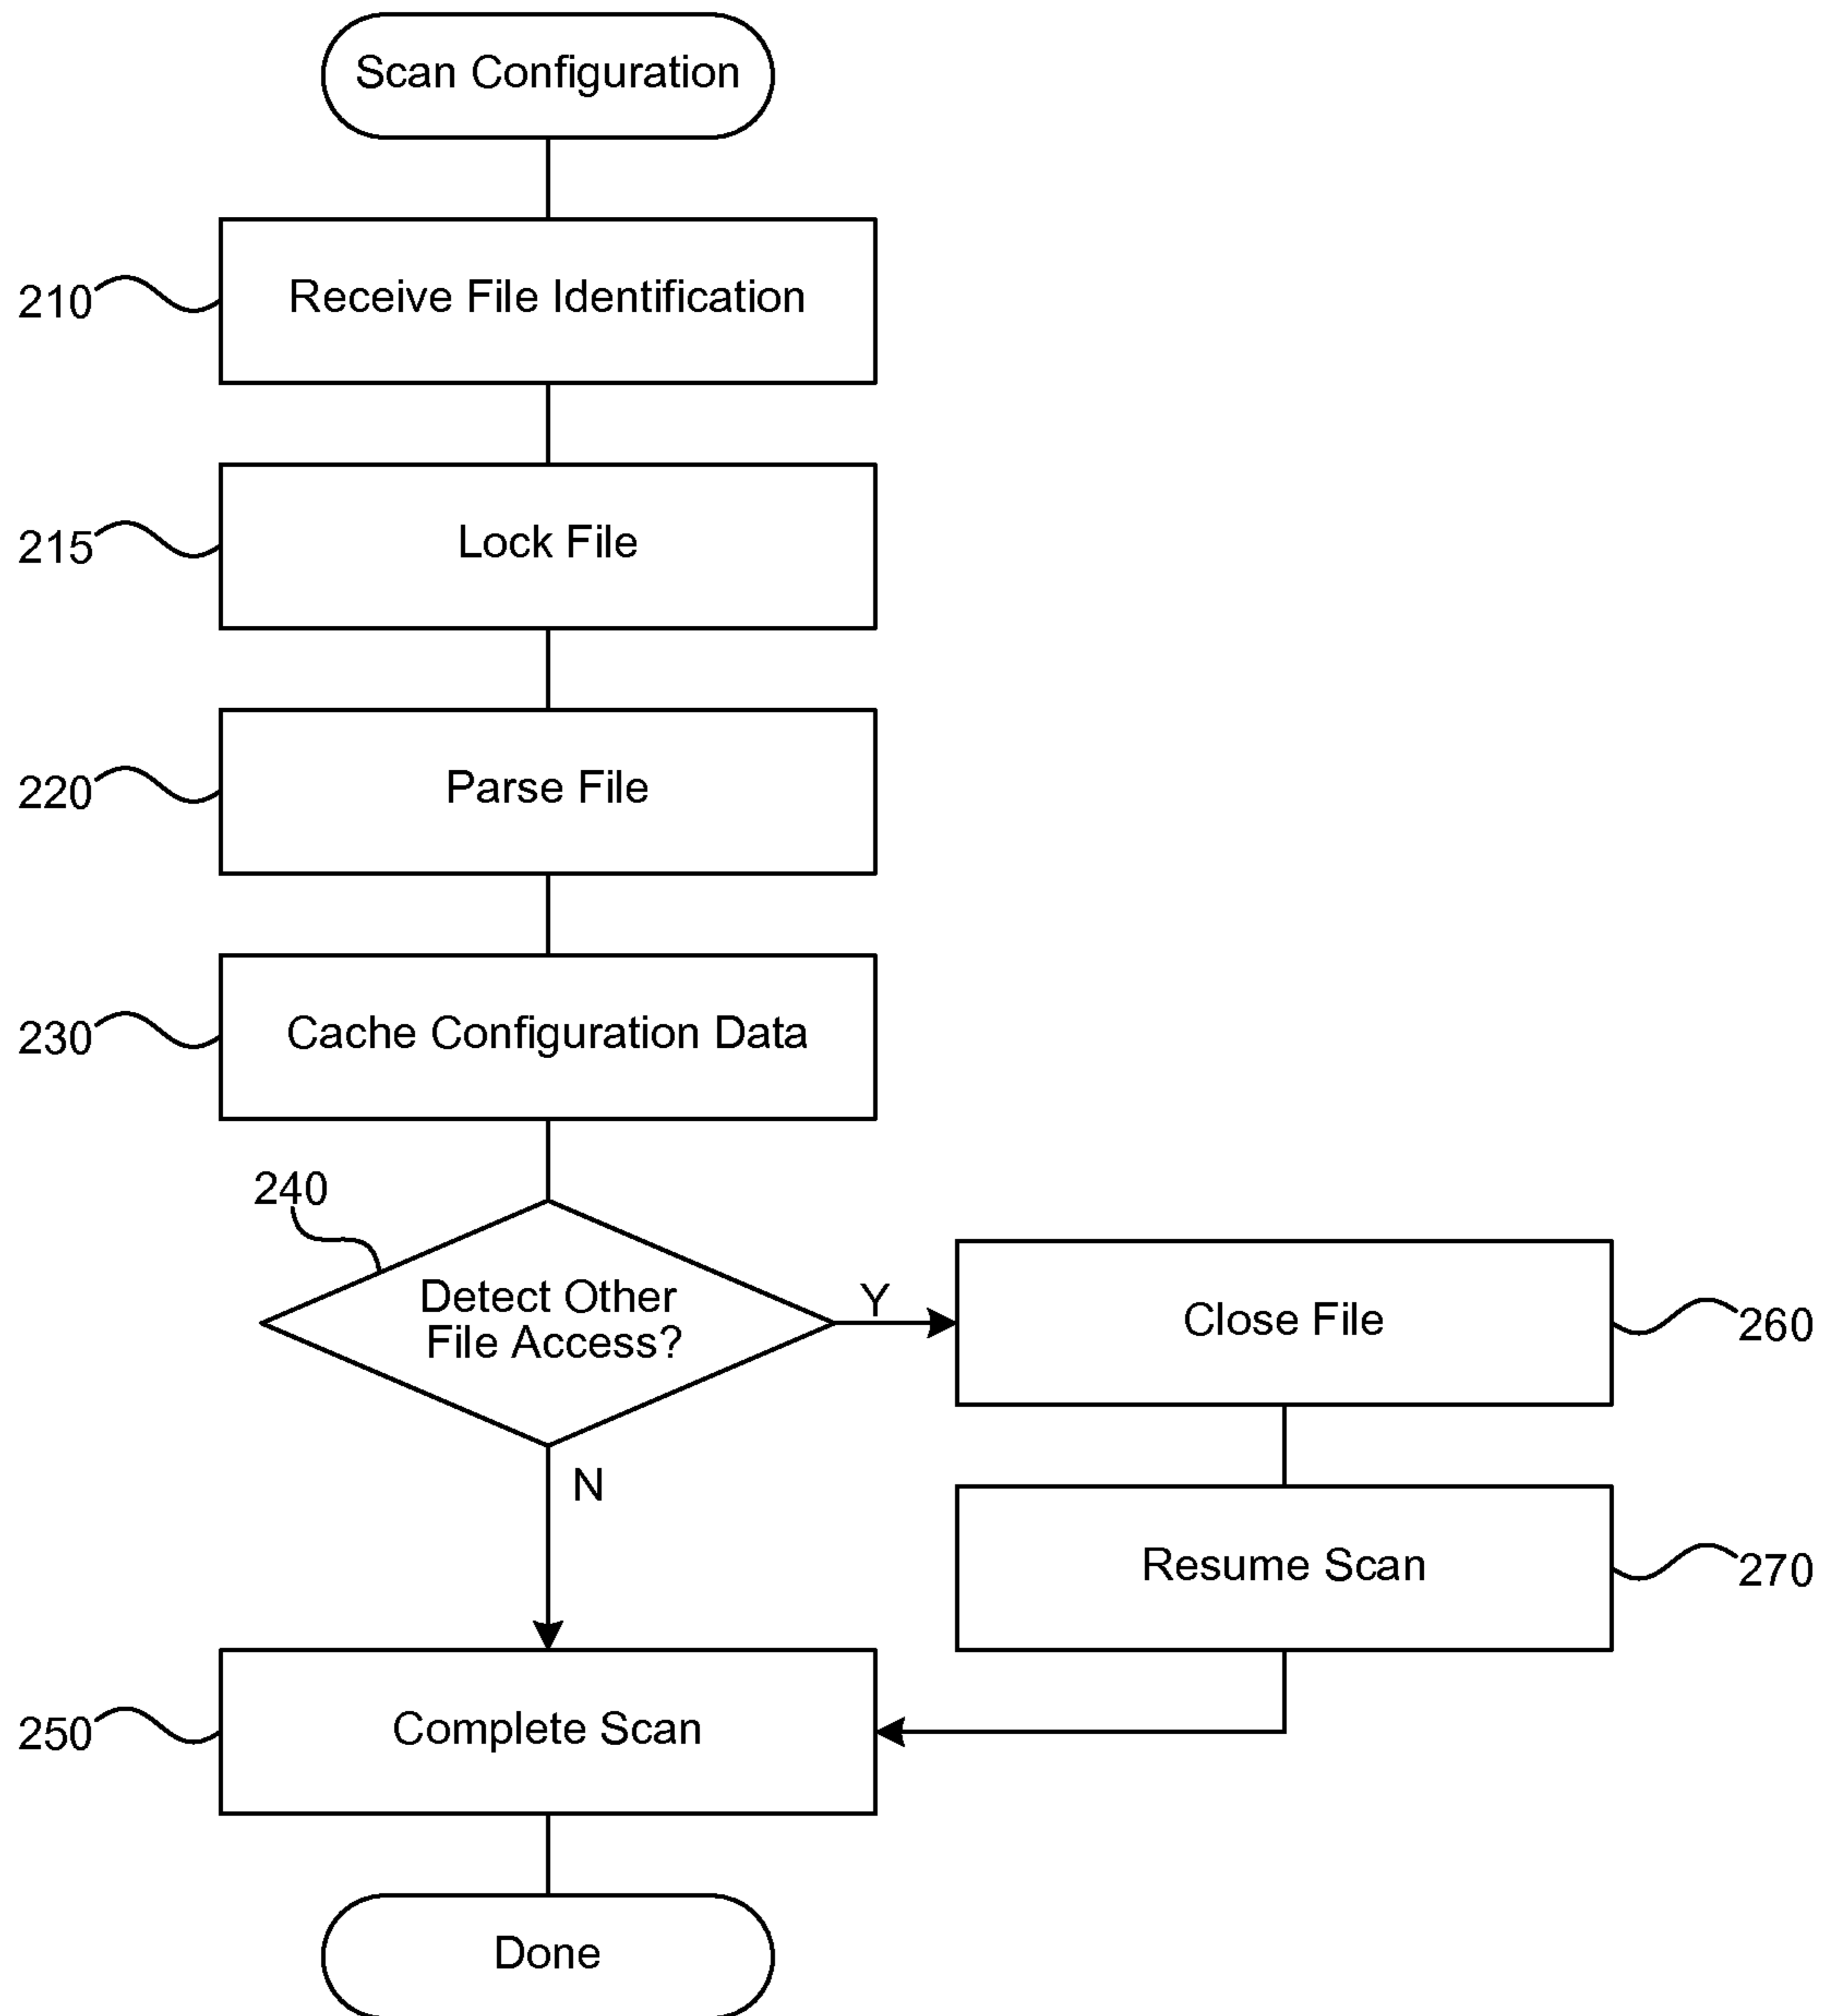 Scan Configuration
210
Receive File Identification
215
Lock File
220
Parse File
230
Cache Configuration Data
240
Detect Other
File Access?
Y
Close File
260
N
Resume Scan
270
250
Complete Scan
Done